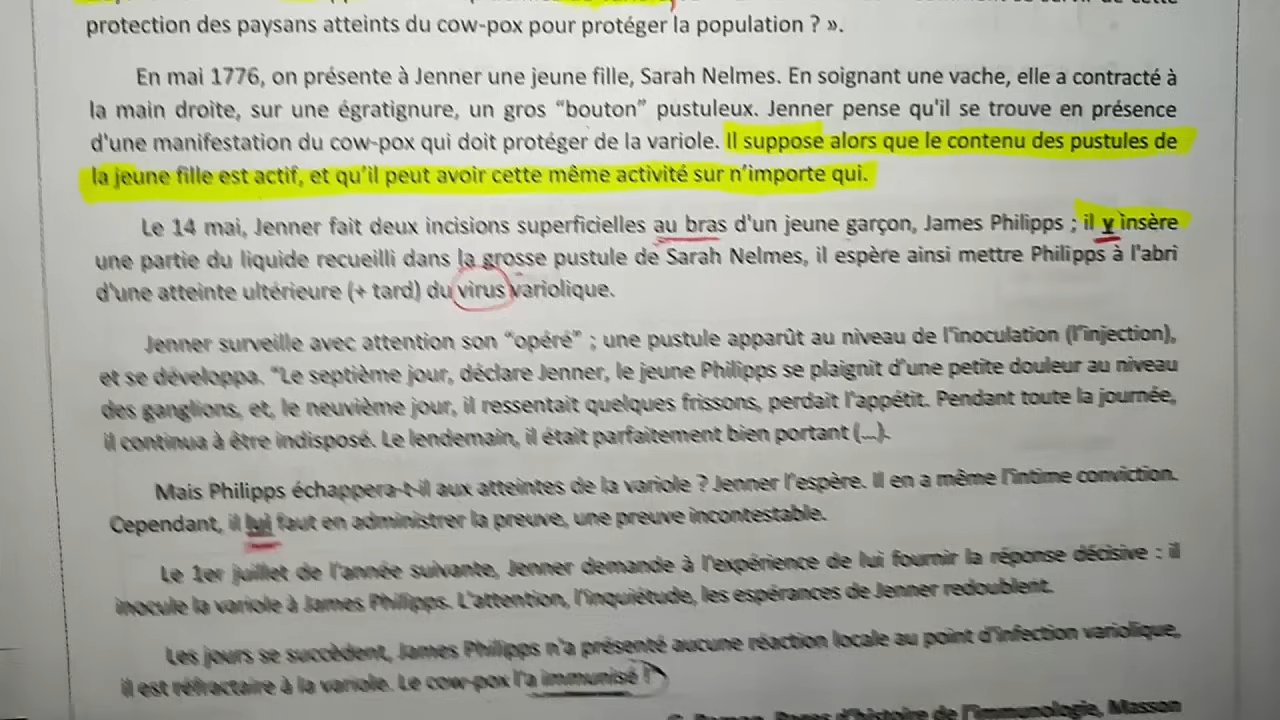 protection des paysans atteints du cow-pox pour protéger la population ? ».
En mai 1776, on présente à Jenner une jeune fille, Sarah Nelmes. En soignant une vache, elle a contracté à
la main droite, sur une égratignure, un gros “bouton” pustuleux. Jenner pense qu'il se trouve en présence
d'une manifestation du cow-pox qui doit protéger de la variole. Il suppose alors que le contenu des pustules de
la jeune fille est actif, et qu’il peut avoir cette même activité sur n’importe qui.
Le 14 mai, Jenner fait deux incisions superficielles au bras d'un jeune garçon, James Philipps ; il y insère
une partie du liquide recueilli dans la grosse pustule de Sarah Nelmes, il espère ainsi mettre Philipps à l'abri
d'une atteinte ultérieure (+ tard) du virus variolique.
Jenner surveille avec attention son “opéré” ; une pustule apparût au niveau de l'inoculation (l’injection),
et se développa. “Le septième jour, déclare Jenner, le jeune Philipps se plaignit d’une petite douleur au niveau
des ganglions, et, le neuvième jour, il ressentait quelques frissons, perdait l’appétit. Pendant toute la journée,
il continua à être indisposé. Le lendemain, il était parfaitement bien portant (...).
Mais Philipps échappera-t-il aux atteintes de la variole ? Jenner l’espère. Il en a même l’intime conviction.
Cependant, il lui faut en administrer la preuve, une preuve incontestable.
Le 1er juillet de l’année suivante, Jenner demande à l’expérience de lui fournir la réponse décisive : il
inocule la variole à James Philipps. L’attention, l’inquiétude, les espérances de Jenner redoublent.
Les jours se succèdent, James Philipps n’a présenté aucune réaction locale au point d’infection variolique,
il est réfractaire à la variole. Le cow-pox l’a immunisé !
d’histoire de l’immunologie, Masson